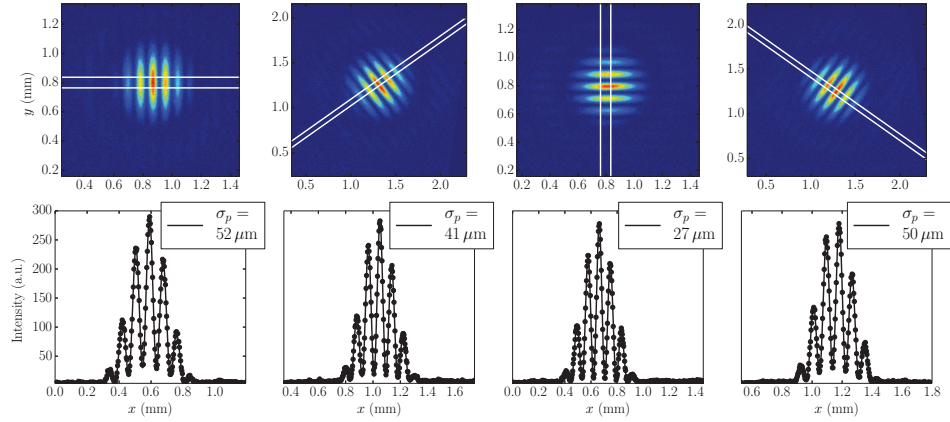 y (mm)
1.2
1.0
0.8
0.6
0.4
0.2
0.4 0.6 0.8 1.0 1.2 1.4
2.0
1.5
1.0
0.5
0.5 1.0 1.5 2.0
1.2
1.0
0.8
0.6
0.4
0.2
0.2 0.4 0.6 0.8 1.0 1.2 1.4
2.0
1.5
1.0
0.5
0.5 1.0 1.5 2.0
Intensity (a.u.)
300
250
200
150
100
50
σp =
52 μm
0.0 0.2 0.4 0.6 0.8 1.0
x (mm)
σp =
41 μm
0.4 0.6 0.8 1.0 1.2 1.4 1.6
x (mm)
σp =
27 μm
0.0 0.2 0.4 0.6 0.8 1.0 1.2 1.4
x (mm)
σp =
50 μm
0.6 0.8 1.0 1.2 1.4 1.6 1.8
x (mm)